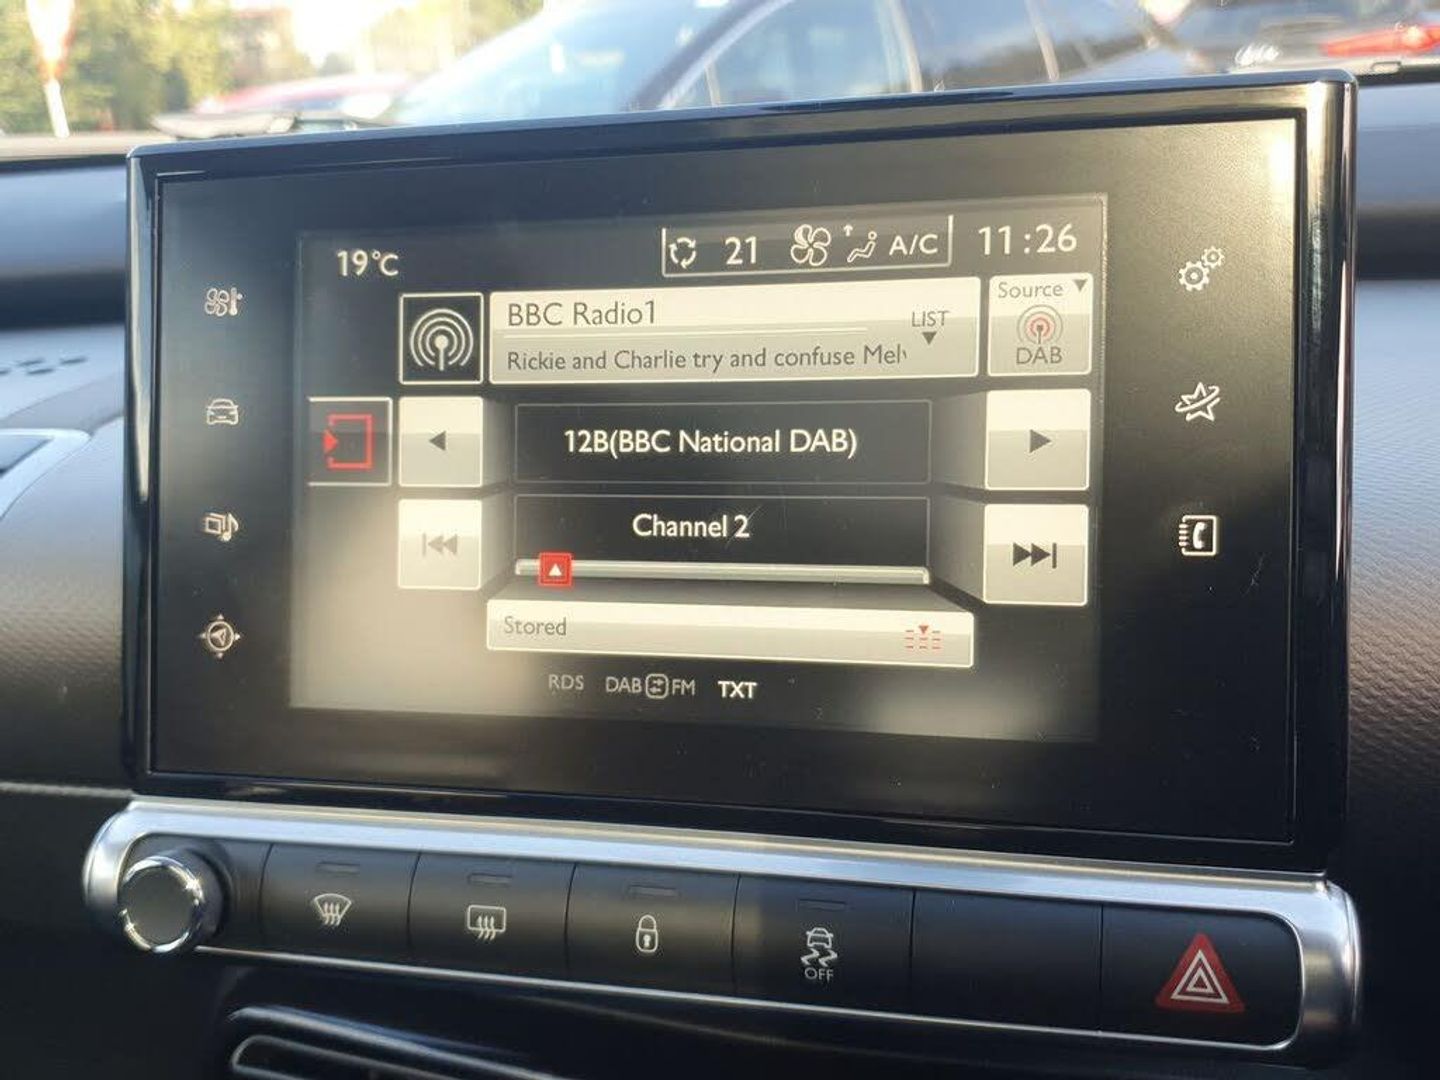 19°C
21
A/C
11:26
BBC Radio1
LIST
Rickie and Charlie try and confuse Mel
Source
DAB
12B(BBC National DAB)
Channel 2
Stored
RDS
DAB
FM
TXT
OFF